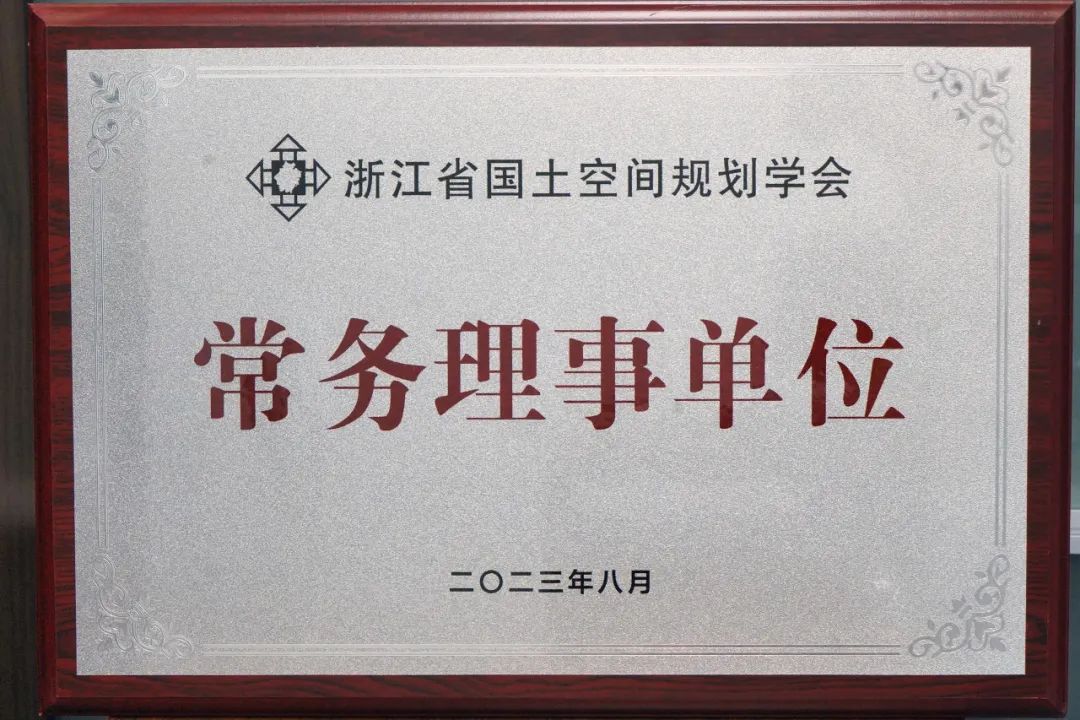 浙江省国土空间规划学会
常务理事单位
二〇二三年八月